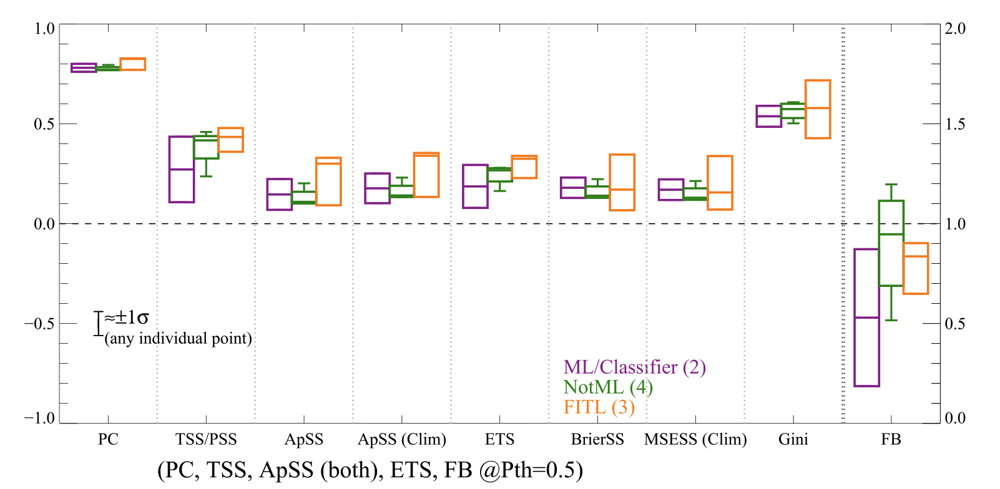 1.0
0.5
0.0
−0.5
−1.0
2.0
1.5
1.0
0.5
0.0
≈±1σ
(any individual point)
ML/Classifier (2)
NotML (4)
FITL (3)
PC TSS/PSS ApSS ApSS (Clim) ETS BrierSS MSESS (Clim) Gini FB
(PC, TSS, ApSS (both), ETS, FB @Pth=0.5)